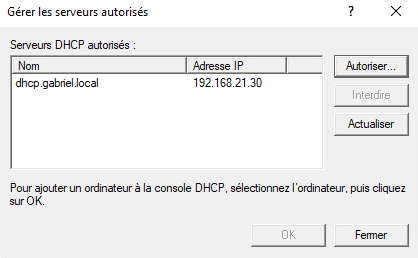 Gérer les serveurs autorisés
? ×
Serveurs DHCP autorisés :
Nom Adresse IP
dhcp.gabriel.local 192.168.21.30
Autoriser...
Interdire
Actualiser
Pour ajouter un ordinateur à la console DHCP, sélectionnez l'ordinateur, puis cliquez
sur OK.
OK Fermer